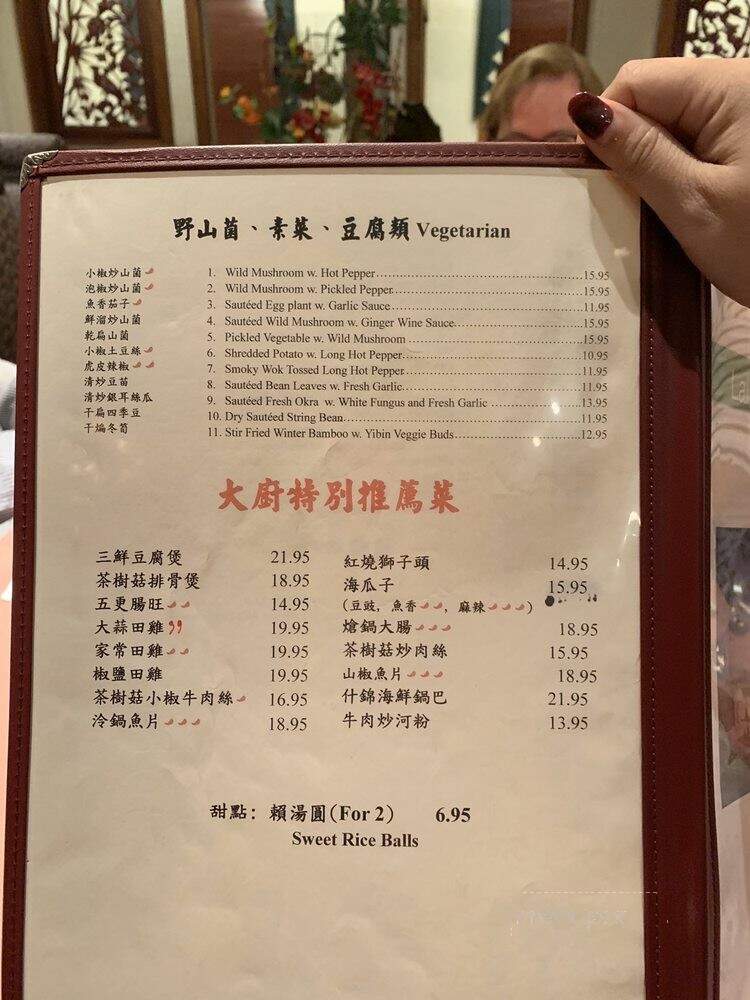 野山菌、素菜、豆腐類 Vegetarian
小椒炒山菌 1. Wild Mushroom w. Hot Pepper 15.95
泡椒炒山菌 2. Wild Mushroom w. Pickled Pepper 15.95
魚香茄子 3. Sautéed Egg plant w. Garlic Sauce 11.95
鮮溜炒山菌 4. Sautéed Wild Mushroom w. Ginger Wine Sauce 15.95
乾扁山菌 5. Pickled Vegetable w. Wild Mushroom 15.95
小椒土豆絲 6. Shredded Potato w. Long Hot Pepper 10.95
虎皮辣椒 7. Smoky Wok Tossed Long Hot Pepper 11.95
清炒豆苗 8. Sautéed Bean Leaves w. Fresh Garlic 11.95
清炒銀耳絲瓜 9. Sautéed Fresh Okra w. White Fungus and Fresh Garlic 13.95
干扁四季豆 10. Dry Sautéed String Bean 11.95
干煸冬筍 11. Stir Fried Winter Bamboo w. Yibin Veggie Buds 12.95
大廚特別推薦菜
三鮮豆腐煲 21.95
茶樹菇排骨煲 18.95
五更腸旺 14.95
大蒜田雞 19.95
家常田雞 19.95
椒鹽田雞 19.95
茶樹菇小椒牛肉絲 16.95
冷鍋魚片 18.95
紅燒獅子頭 14.95
海瓜子 15.95
(豆豉, 魚香, 麻辣)
熗鍋大腸 18.95
茶樹菇炒肉絲 15.95
山椒魚片 18.95
什錦海鮮鍋巴 21.95
牛肉炒河粉 13.95
甜點: 賴湯圓(For 2) 6.95
Sweet Rice Balls